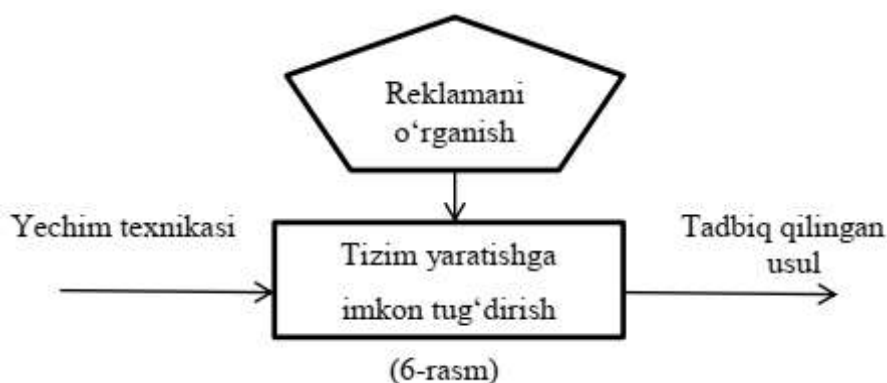 Reklamani
o‘rganish
Yechim texnikasi
Tizim yaratishga
imkon tug‘dirish
Tadbiq qilingan
usul
(6-rasm)